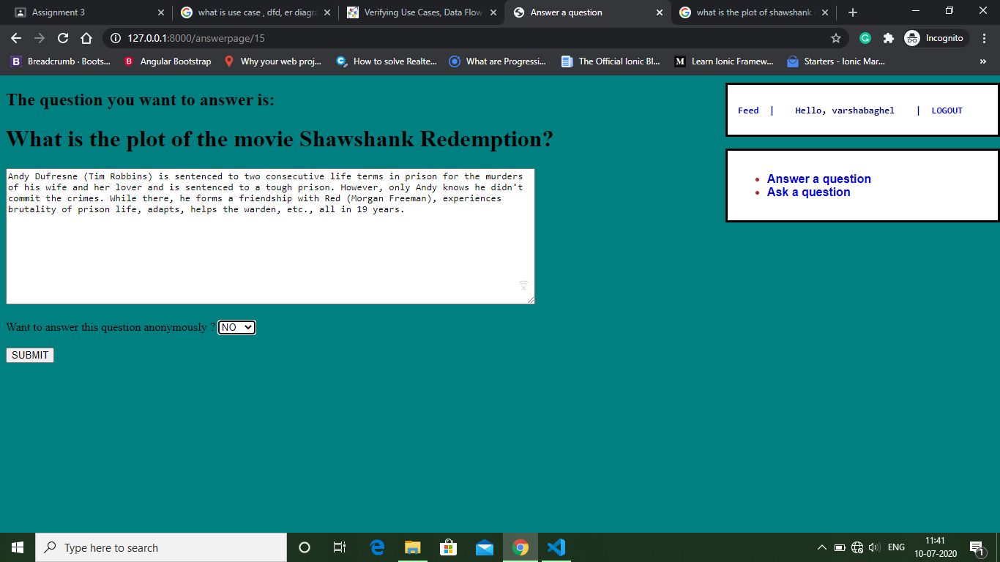 Assignment 3
what is use case , dfd, er diagra
Verifying Use Cases, Data Flow
Answer a question
what is the plot of shawshank
127.0.0.1:8000/answerpage/15
Incognito
Breadcrumb · Boots...
Angular Bootstrap
Why your web proj...
How to solve Realte...
What are Progressi...
The Official Ionic Bl...
Learn Ionic Framew...
Starters - Ionic Mar...
»
The question you want to answer is:
What is the plot of the movie Shawshank Redemption?
Andy Dufresne (Tim Robbins) is sentenced to two consecutive life terms in prison for the murders
of his wife and her lover and is sentenced to a tough prison. However, only Andy knows he didn't
commit the crimes. While there, he forms a friendship with Red (Morgan Freeman), experiences
brutality of prison life, adapts, helps the warden, etc., all in 19 years.
Want to answer this question anonymously ? NO
SUBMIT
Feed | Hello, varshabaghel | LOGOUT
Answer a question
Ask a question
Type here to search
ENG
11:41
10-07-2020
1